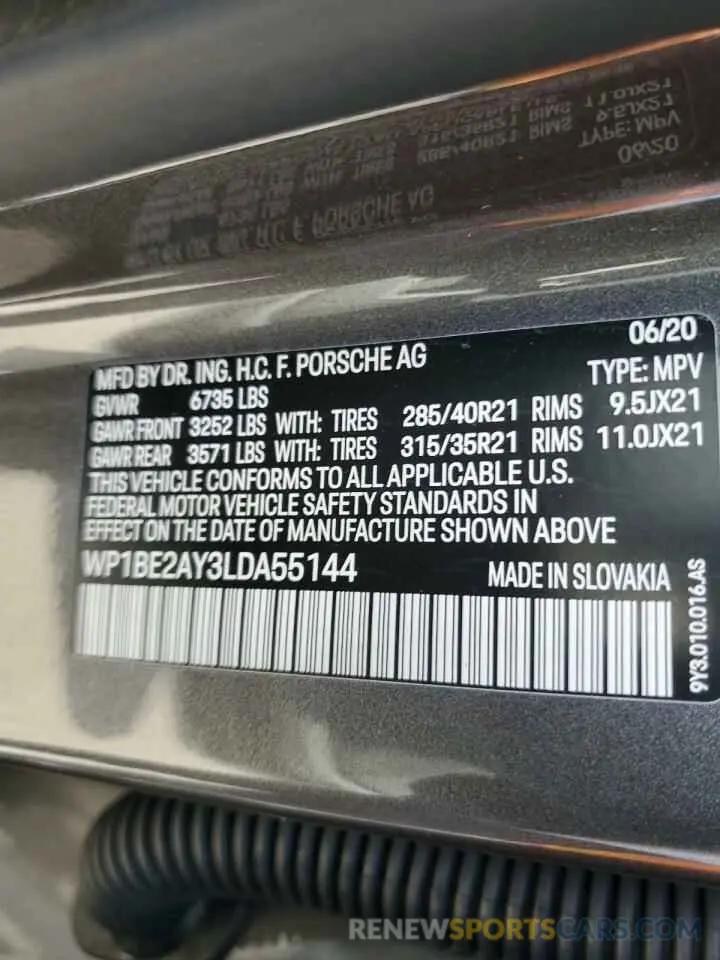 06/20
MFD BY DR. ING. H.C. F. PORSCHE AG
TYPE: MPV
GVWR 6735 LBS
GAWR FRONT 3252 LBS WITH: TIRES 285/40R21 RIMS 9.5JX21
GAWR REAR 3571 LBS WITH: TIRES 315/35R21 RIMS 11.0JX21
THIS VEHICLE CONFORMS TO ALL APPLICABLE U.S.
FEDERAL MOTOR VEHICLE SAFETY STANDARDS IN
EFFECT ON THE DATE OF MANUFACTURE SHOWN ABOVE
WP1BE2AY3LDA55144 MADE IN SLOVAKIA
9Y3.010.016.AS
RENEWSPORTSCARS.COM